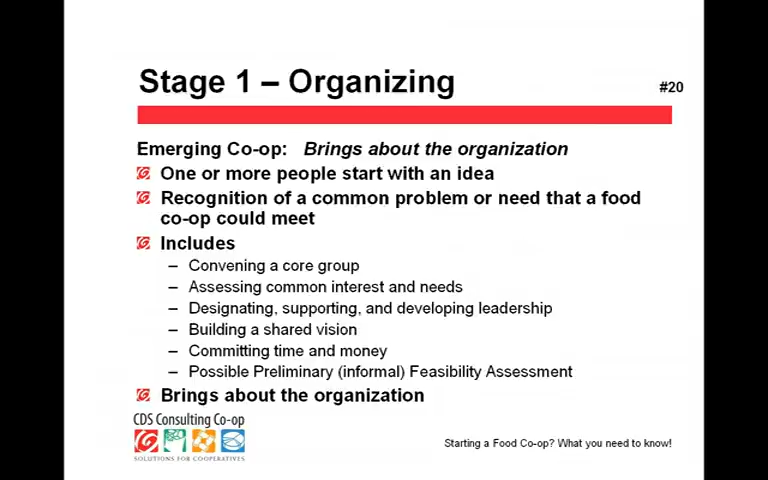 Stage 1 – Organizing
#20
Emerging Co-op: Brings about the organization
One or more people start with an idea
Recognition of a common problem or need that a food
co-op could meet
Includes
– Convening a core group
– Assessing common interest and needs
– Designating, supporting, and developing leadership
– Building a shared vision
– Committing time and money
– Possible Preliminary (informal) Feasibility Assessment
Brings about the organization
CDS Consulting Co-op
SOLUTIONS FOR COOPERATIVES
Starting a Food Co-op? What you need to know!